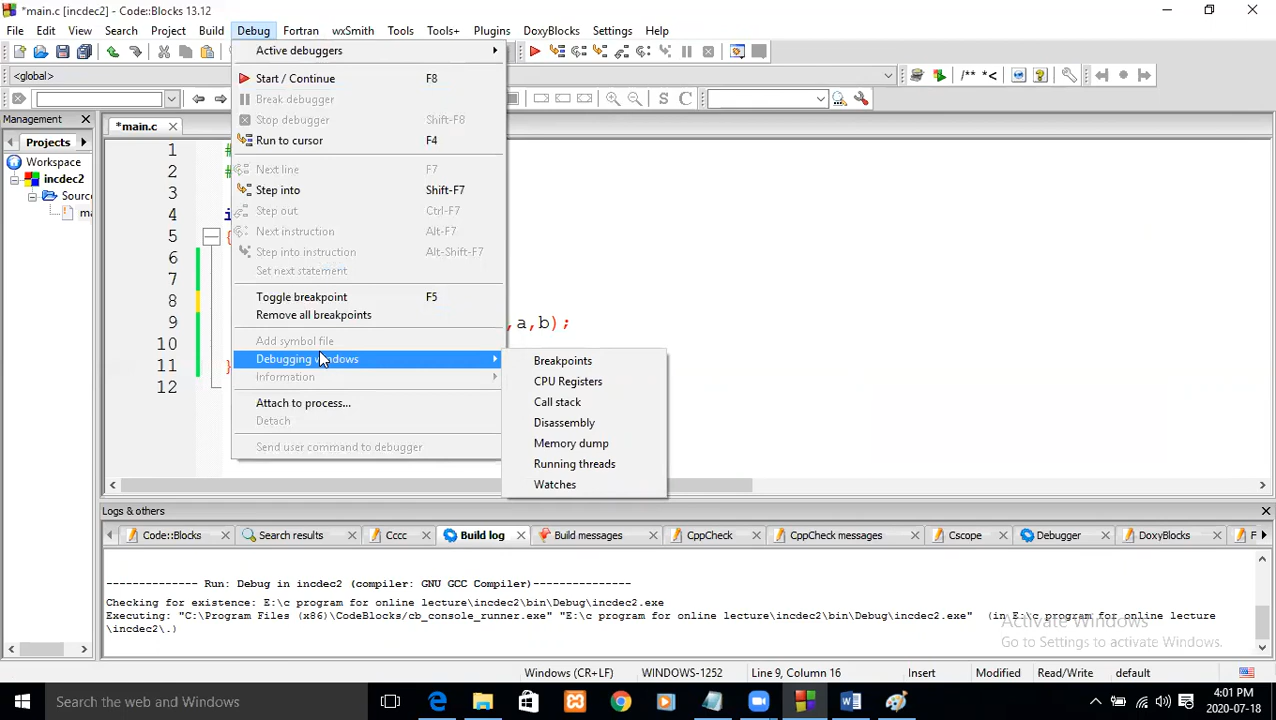 *main.c [incdec2] - Code::Blocks 13.12
File Edit View Search Project Build Debug Fortran wxSmith Tools Tools+ Plugins DoxyBlocks Settings Help
<global>
/** *<
S C
Management
Projects
Workspace
incdec2
Sourc
ma
*main.c
1 #
2 #
3
4 i
5 {
6
7
8
9 ,a,b);
10
11 }
12
Active debuggers
Start / Continue F8
Break debugger
Stop debugger Shift-F8
Run to cursor F4
Next line F7
Step into Shift-F7
Step out Ctrl-F7
Next instruction Alt-F7
Step into instruction Alt-Shift-F7
Set next statement
Toggle breakpoint F5
Remove all breakpoints
Add symbol file
Debugging windows
Information
Attach to process...
Detach
Send user command to debugger
Breakpoints
CPU Registers
Call stack
Disassembly
Memory dump
Running threads
Watches
Logs & others
Code::Blocks Search results Cccc Build log Build messages CppCheck CppCheck messages Cscope Debugger DoxyBlocks F
-------------- Run: Debug in incdec2 (compiler: GNU GCC Compiler)---------------
Checking for existence: E:\c program for online lecture\incdec2\bin\Debug\incdec2.exe
Executing: "C:\Program Files (x86)\CodeBlocks/cb_console_runner.exe" "E:\c program for online lecture\incdec2\bin\Debug\incdec2.exe" (in E:\c program for online lecture
\incdec2\.)
Activate Windows
Go to Settings to activate Windows.
Windows (CR+LF) WINDOWS-1252 Line 9, Column 16 Insert Modified Read/Write default
Search the web and Windows
4:01 PM
2020-07-18